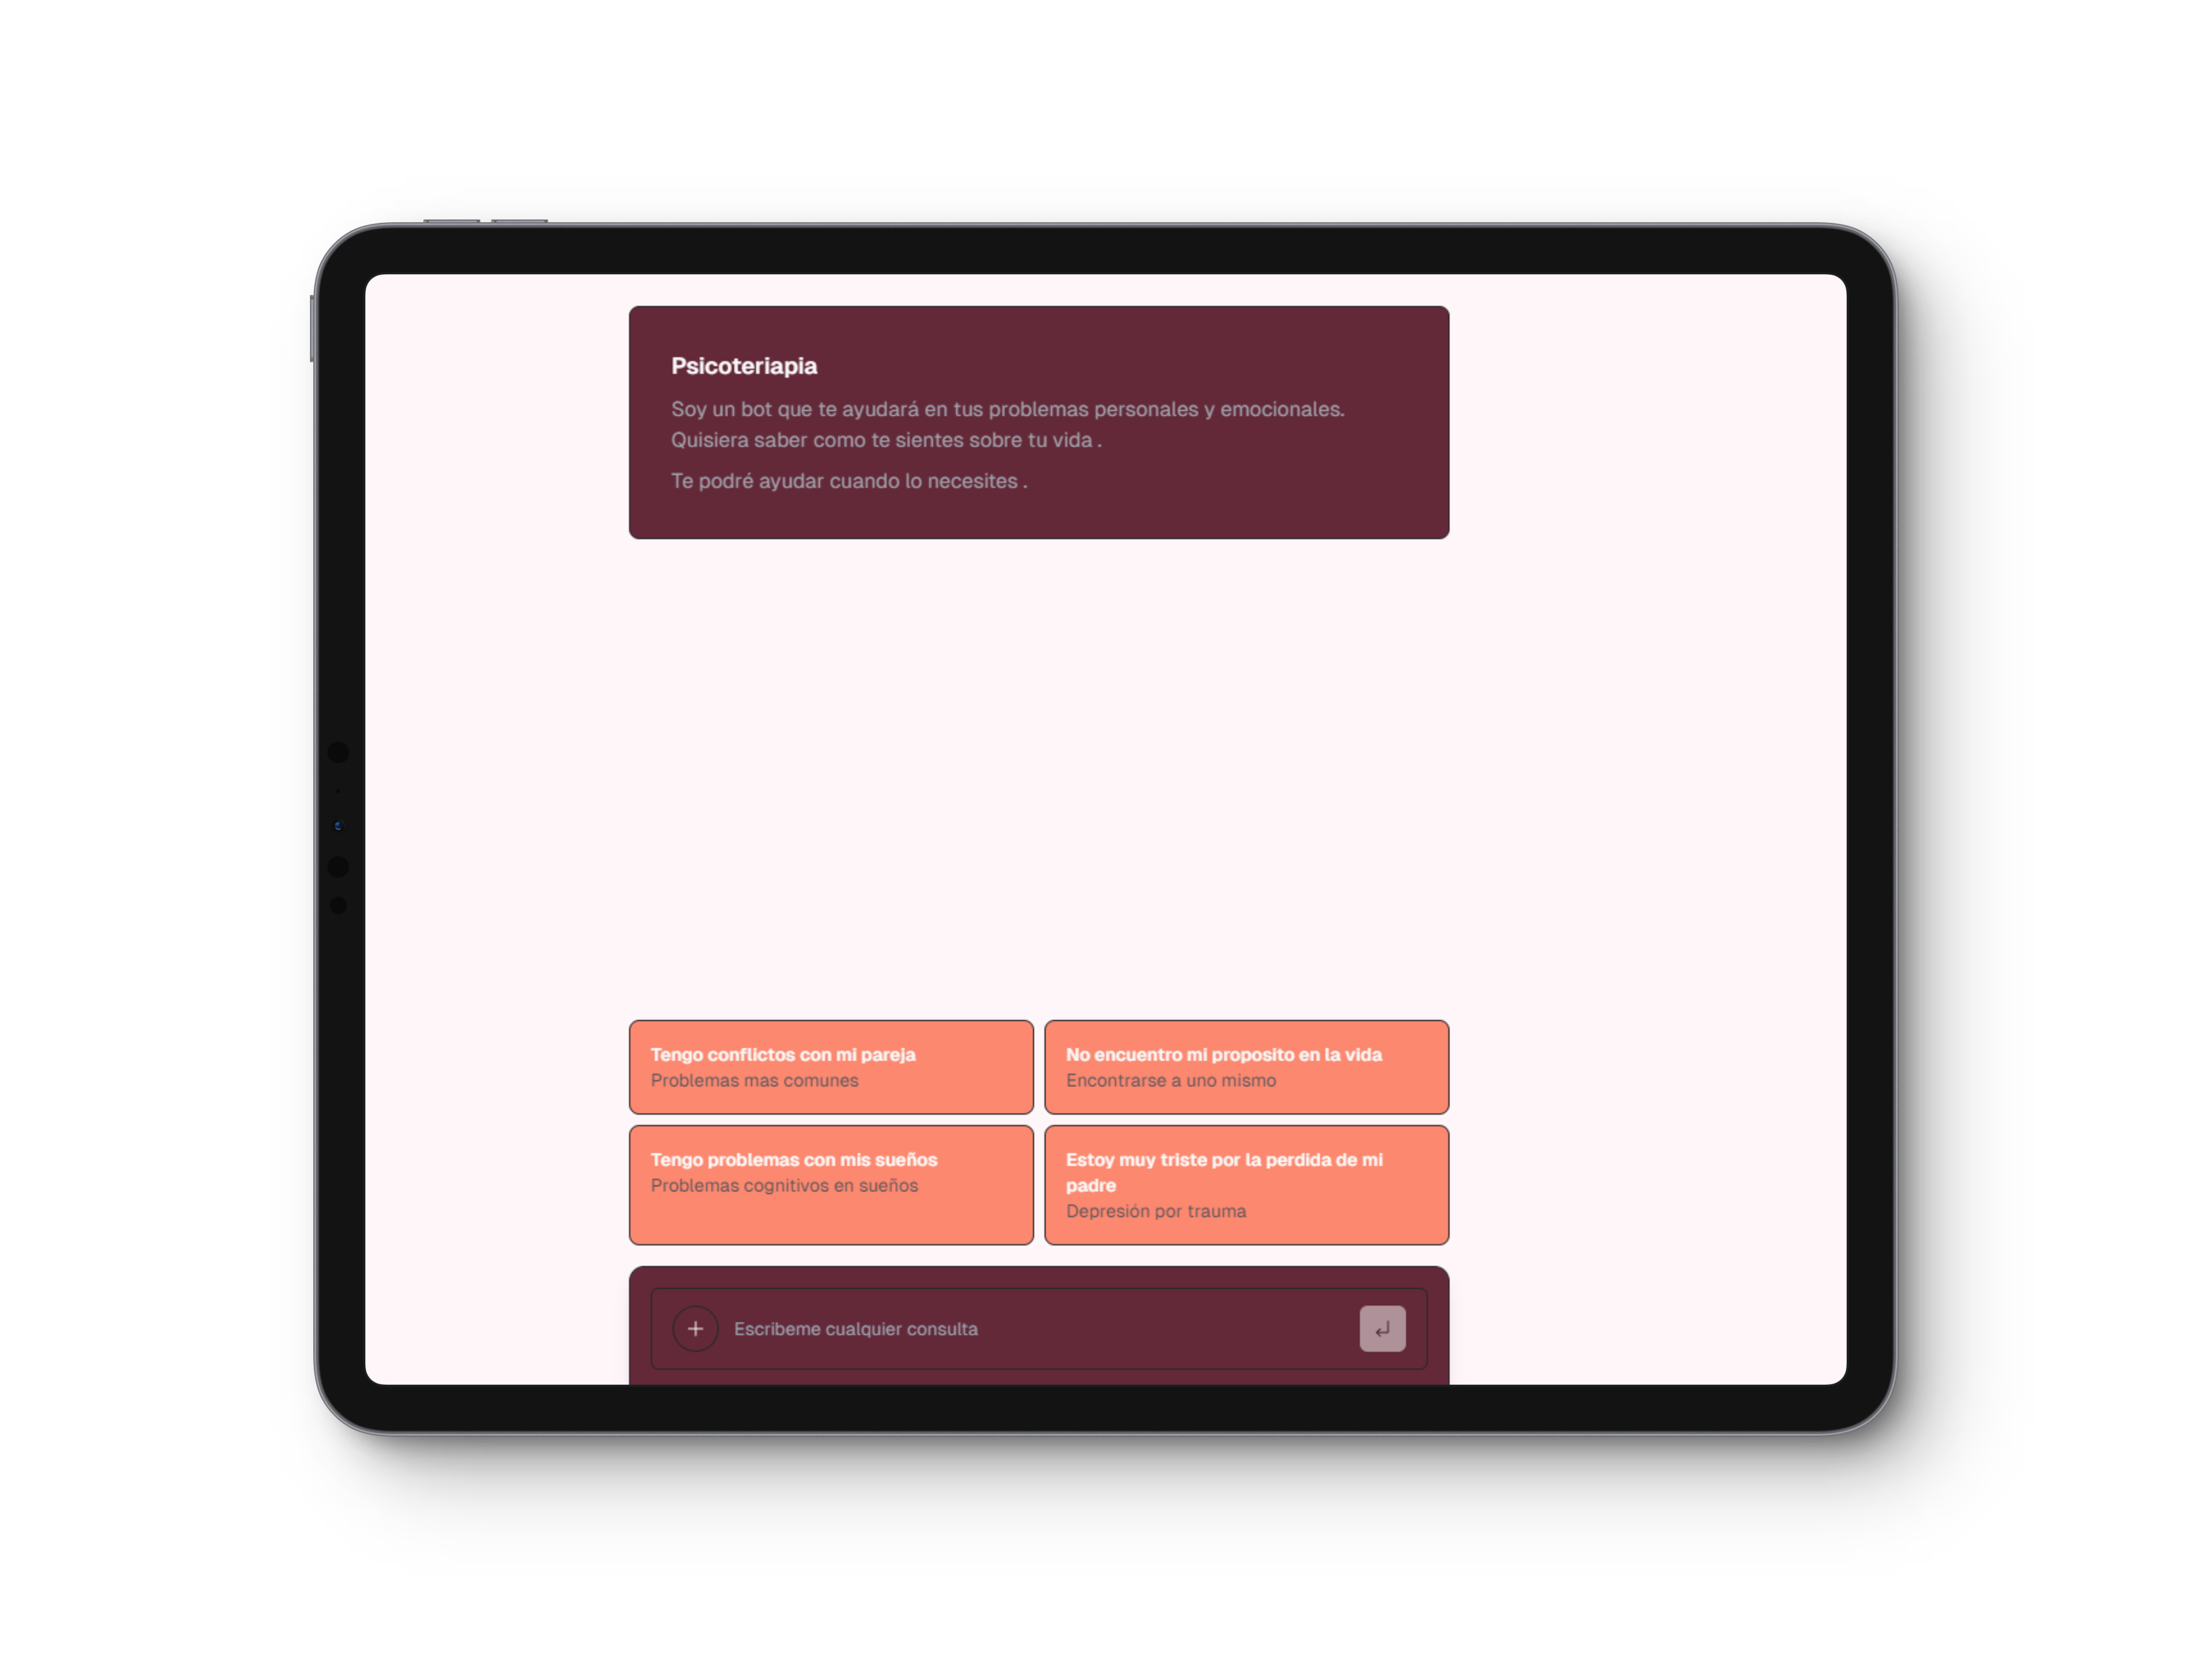 Psicoteriapia
Soy un bot que te ayudará en tus problemas personales y emocionales.
Quisiera saber como te sientes sobre tu vida .
Te podré ayudar cuando lo necesites .
Tengo conflictos con mi pareja
Problemas mas comunes
No encuentro mi proposito en la vida
Encontrarse a uno mismo
Tengo problemas con mis sueños
Problemas cognitivos en sueños
Estoy muy triste por la perdida de mi
padre
Depresión por trauma
Escribeme cualquier consulta